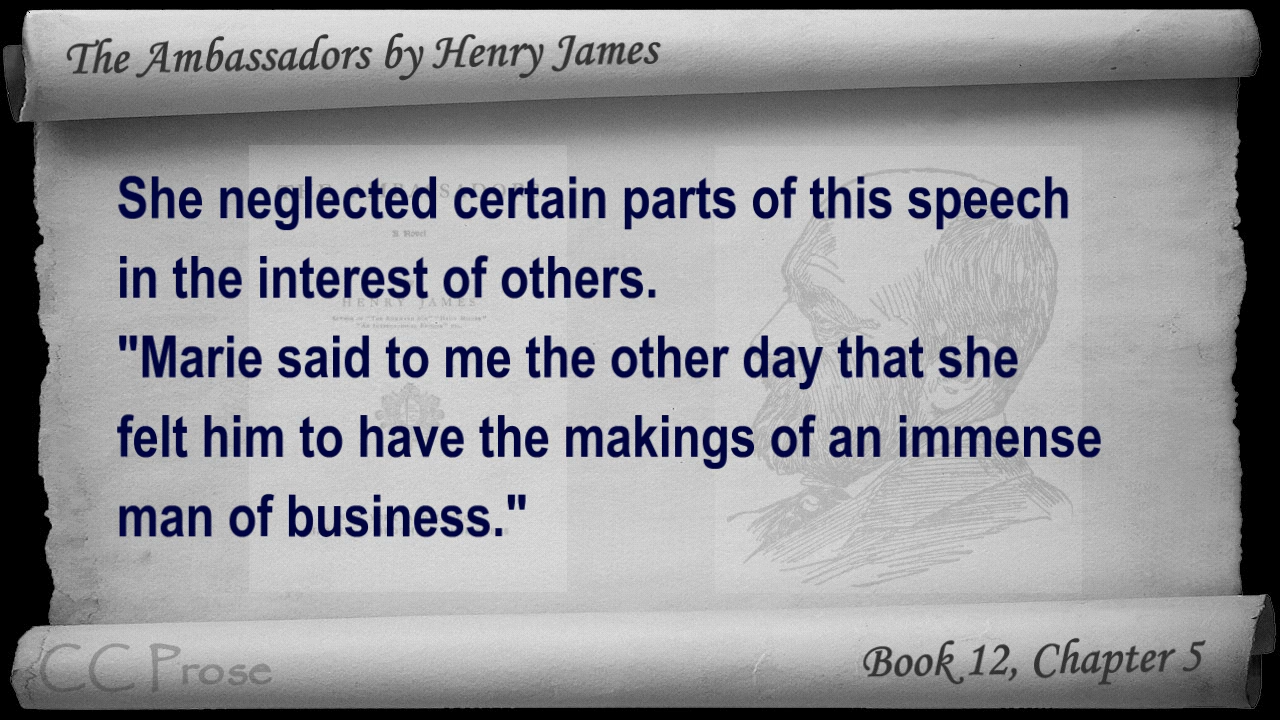 The Ambassadors by Henry James
She neglected certain parts of this speech
in the interest of others.
"Marie said to me the other day that she
felt him to have the makings of an immense
man of business."
HENRY JAMES
CC Prose
Book 12, Chapter 5